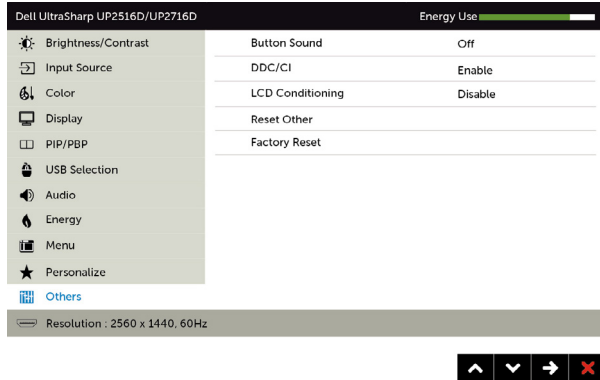 Dell UltraSharp UP2516D/UP2716D Energy Use
Brightness/Contrast Button Sound Off
Input Source DDC/CI Enable
Color LCD Conditioning Disable
Display Reset Other
PIP/PBP Factory Reset
USB Selection
Audio
Energy
Menu
Personalize
Others
Resolution : 2560 x 1440, 60Hz